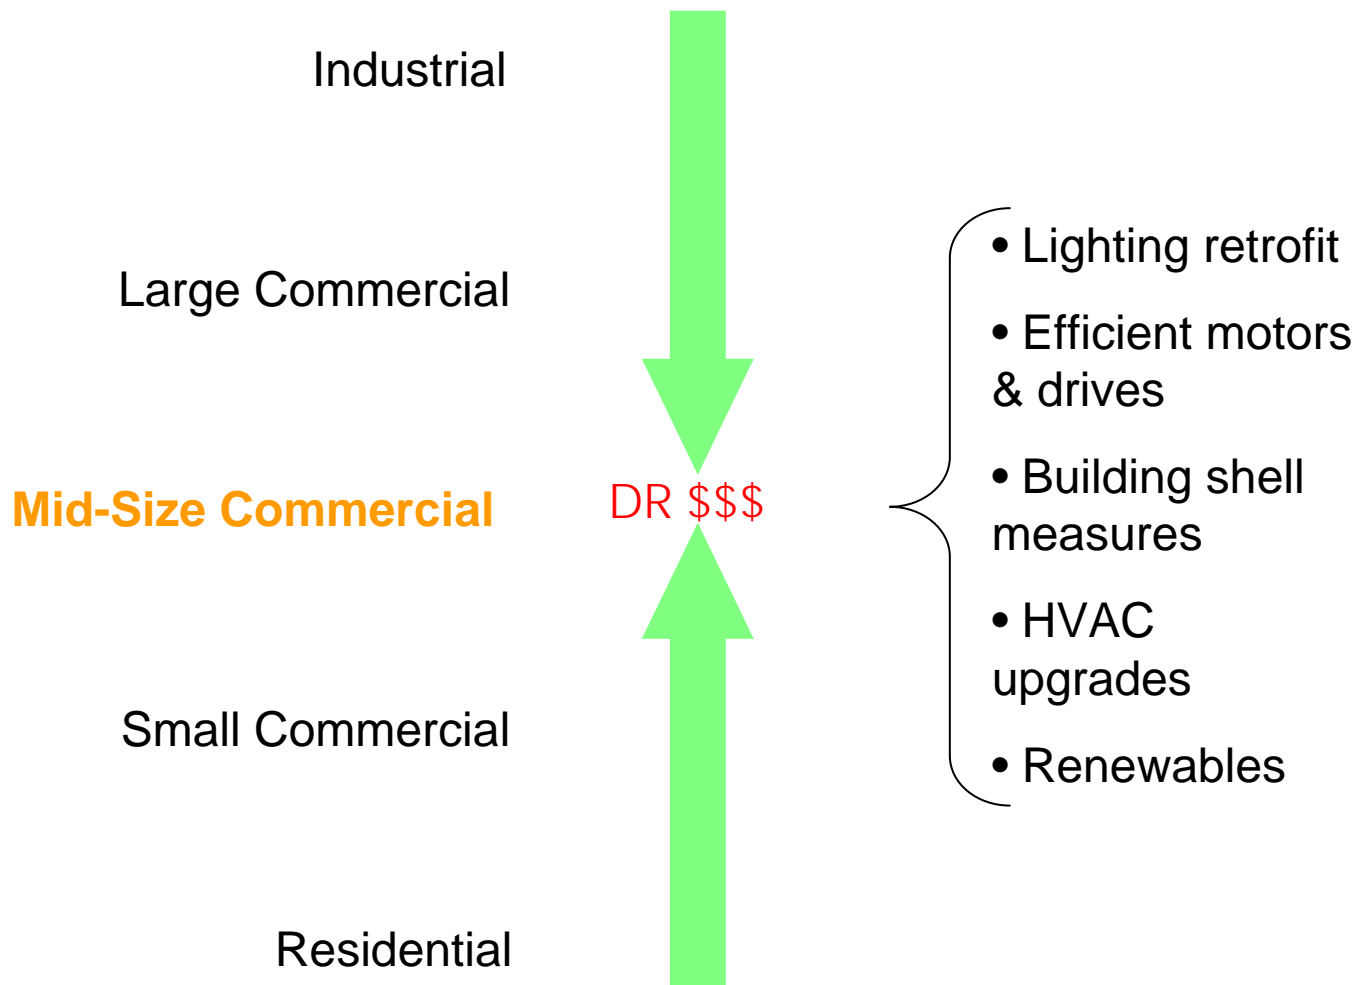 Industrial
Large Commercial
Mid-Size Commercial
Small Commercial
Residential
DR $$$
• Lighting retrofit
• Efficient motors
& drives
• Building shell
measures
• HVAC
upgrades
• Renewables